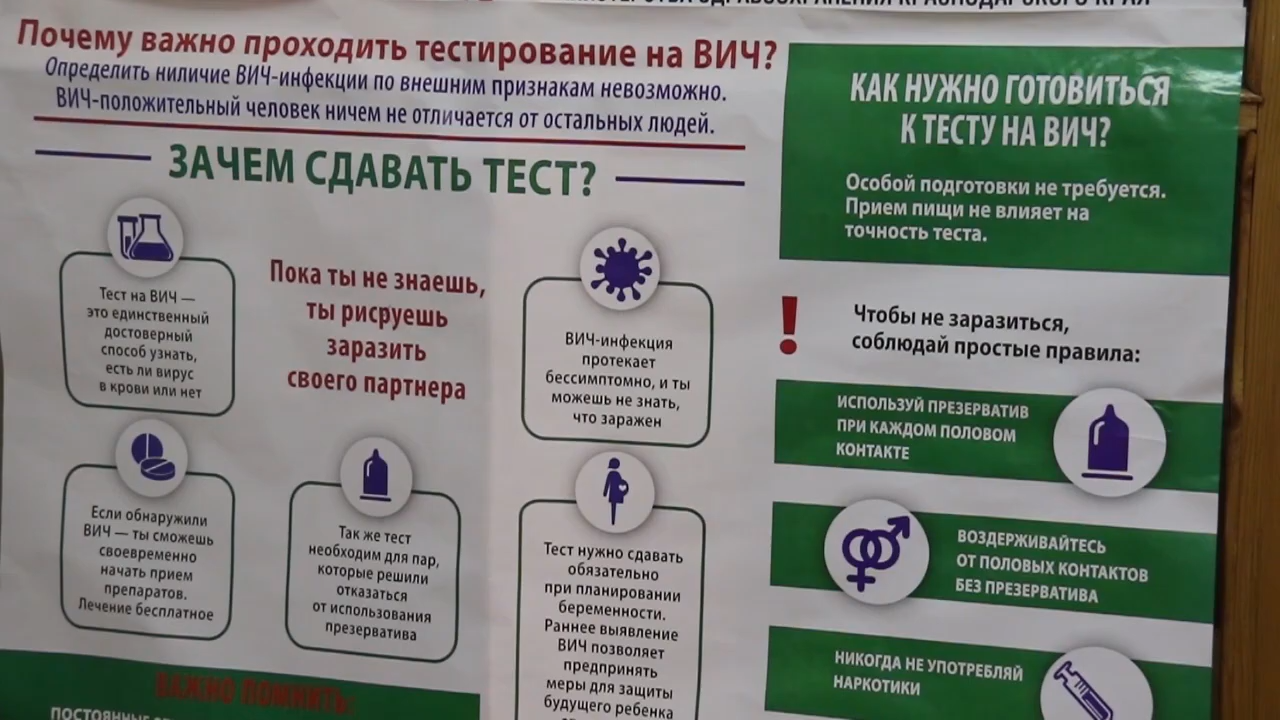 ЗДРАВООХРАНЕНИЯ КРАСНОДАРСКОГО КРАЯ
Почему важно проходить тестирование на ВИЧ?
Определить ниличие ВИЧ-инфекции по внешним признакам невозможно.
ВИЧ-положительный человек ничем не отличается от остальных людей.
ЗАЧЕМ СДАВАТЬ ТЕСТ?
Тест на ВИЧ —
это единственный
достоверный
способ узнать,
есть ли вирус
в крови или нет
Пока ты не знаешь,
ты рисруешь
заразить
своего партнера
ВИЧ-инфекция
протекает
бессимптомно, и ты
можешь не знать,
что заражен
Если обнаружили
ВИЧ — ты сможешь
своевременно
начать прием
препаратов.
Лечение бесплатное
Так же тест
необходим для пар,
которые решили
отказаться
от использования
презерватива
Тест нужно сдавать
обязательно
при планировании
беременности.
Раннее выявление
ВИЧ позволяет
предпринять
меры для защиты
будущего ребенка
ВАЖНО ПОМНИТЬ:
КАК НУЖНО ГОТОВИТЬСЯ
К ТЕСТУ НА ВИЧ?
Особой подготовки не требуется.
Прием пищи не влияет на
точность теста.
! Чтобы не заразиться,
соблюдай простые правила:
ИСПОЛЬЗУЙ ПРЕЗЕРВАТИВ
ПРИ КАЖДОМ ПОЛОВОМ
КОНТАКТЕ
ВОЗДЕРЖИВАЙТЕСЬ
ОТ ПОЛОВЫХ КОНТАКТОВ
БЕЗ ПРЕЗЕРВАТИВА
НИКОГДА НЕ УПОТРЕБЛЯЙ
НАРКОТИКИ